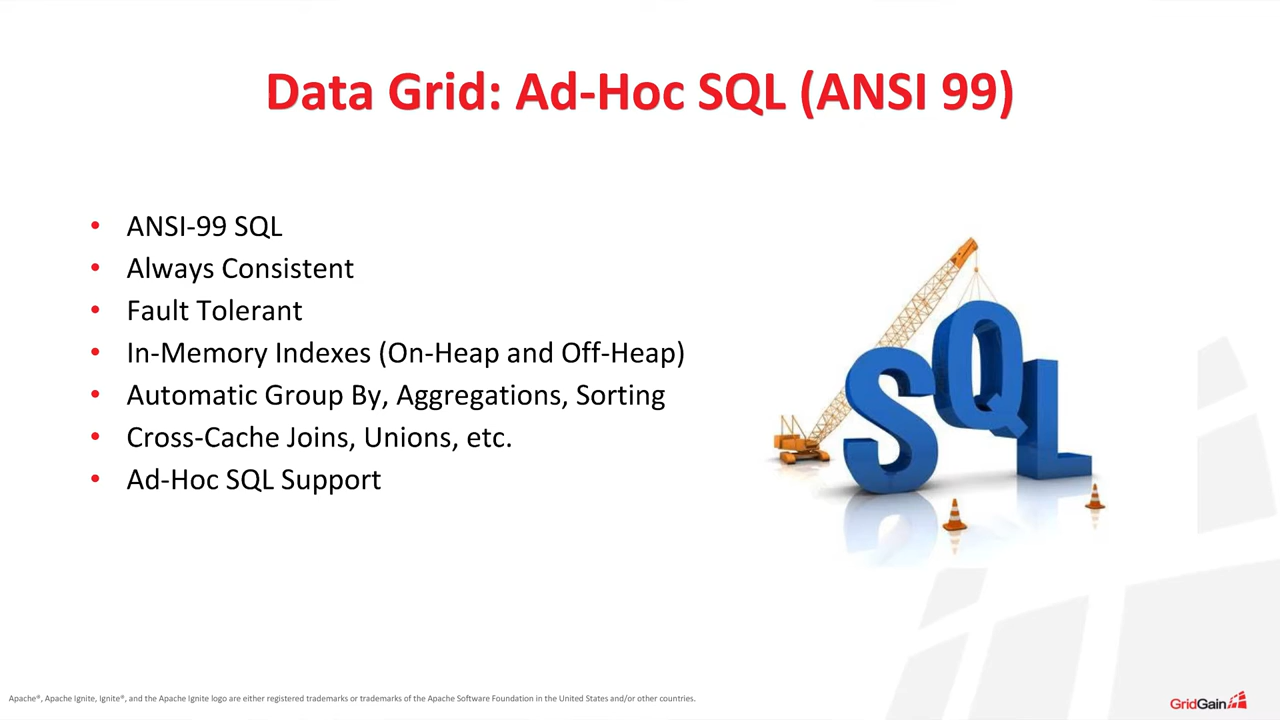 Data Grid: Ad-Hoc SQL (ANSI 99)
• ANSI-99 SQL
• Always Consistent
• Fault Tolerant
• In-Memory Indexes (On-Heap and Off-Heap)
• Automatic Group By, Aggregations, Sorting
• Cross-Cache Joins, Unions, etc.
• Ad-Hoc SQL Support
SQL
Apache®, Apache Ignite, Ignite®, and the Apache Ignite logo are either registered trademarks or trademarks of the Apache Software Foundation in the United States and/or other countries.
GridGain